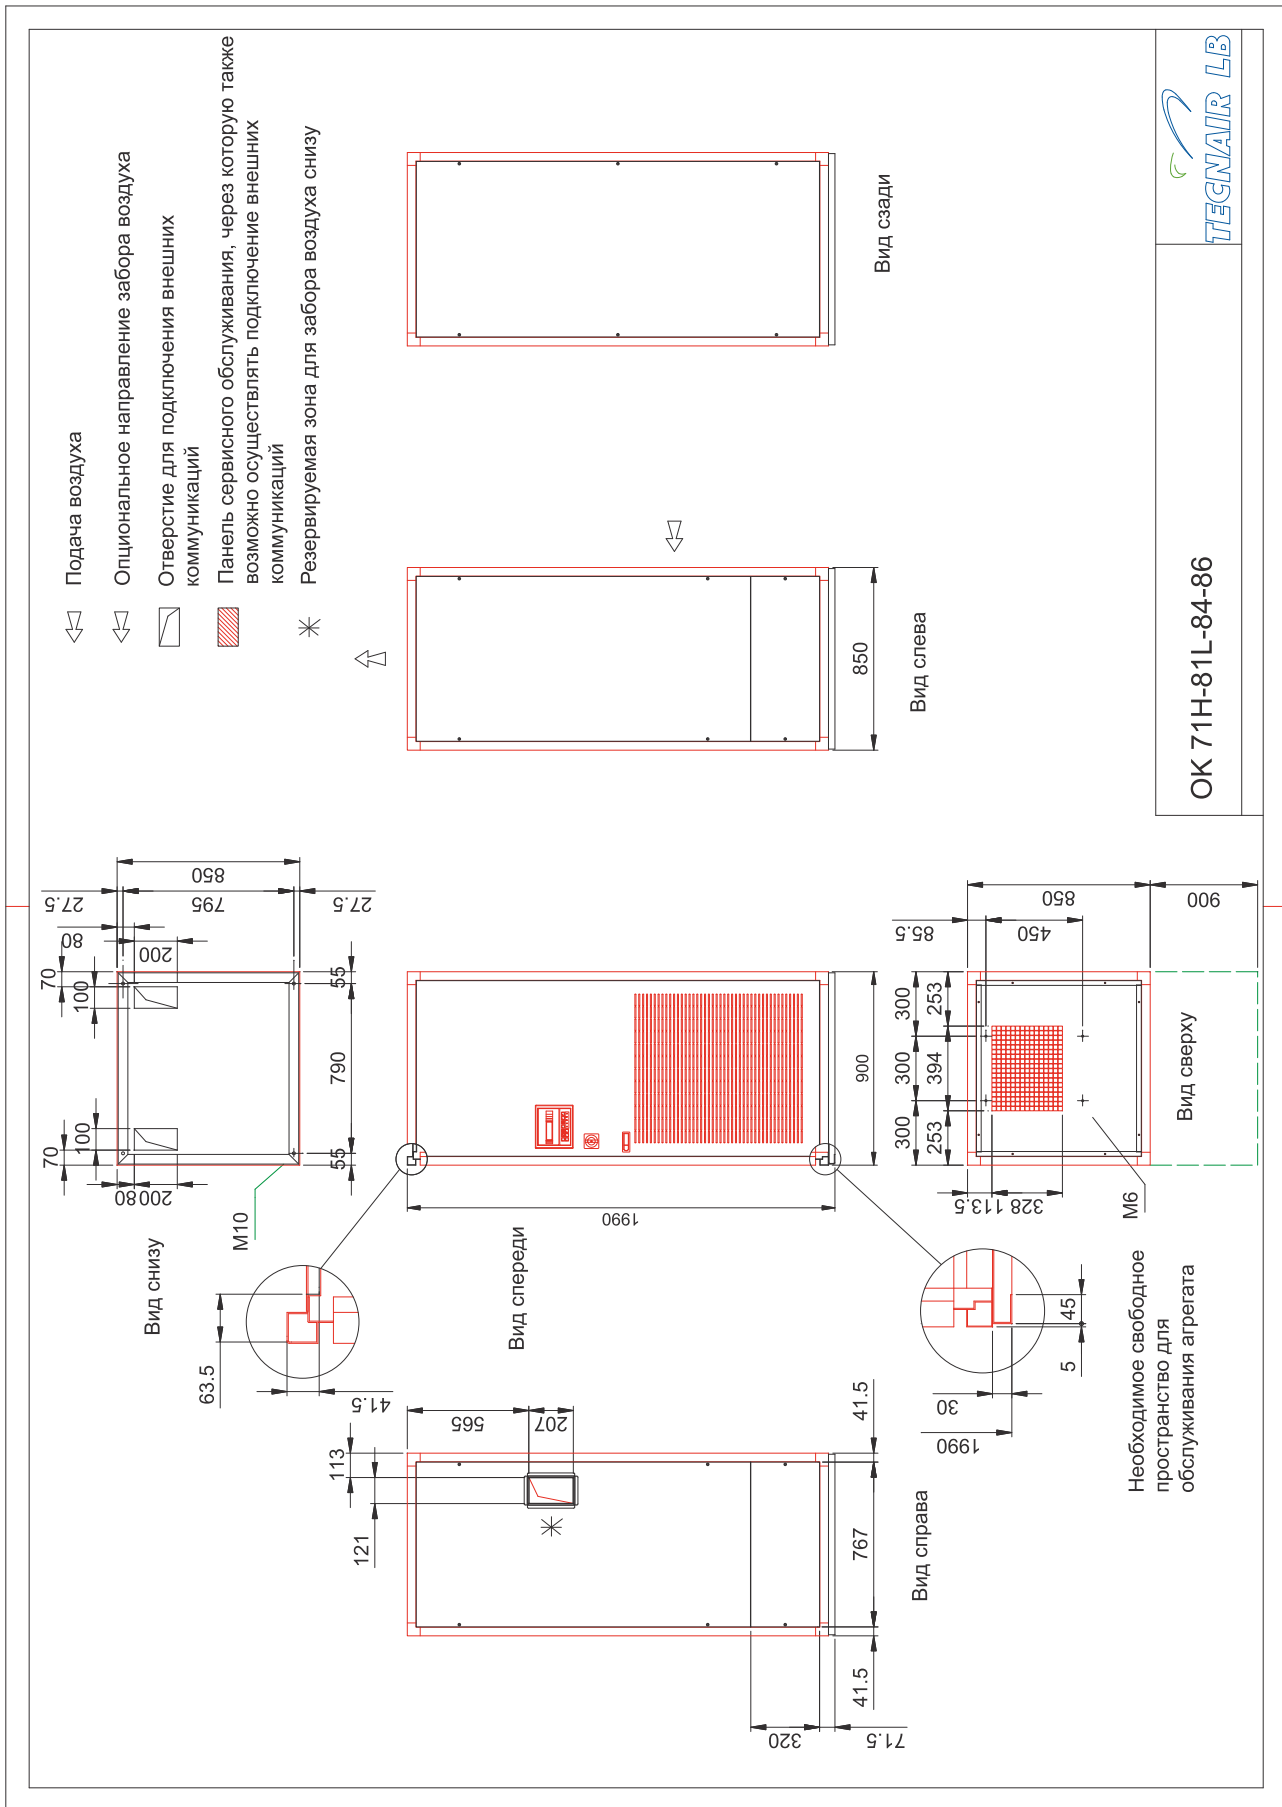 Подача воздуха
Опциональное направление забора воздуха
Отверстие для подключения внешних
коммуникаций
Панель сервисного обслуживания, через которую также
возможно осуществлять подключение внешних
коммуникаций
Резервируемая зона для забора воздуха снизу
Вид снизу
M10
70
100
100
70
200
80
200
80
27.5
795
27.5
850
55
790
55
63.5
41.5
Вид спереди
1990
900
Вид слева
850
Вид сзади
113
121
565
207
41.5
767
41.5
320
71.5
Вид справа
1990
30
5
45
Необходимое свободное
пространство для
обслуживания агрегата
Вид сверху
M6
300
300
300
253
394
253
328
113.5
85.5
450
850
900
OK 71H-81L-84-86
TECNAIR LB